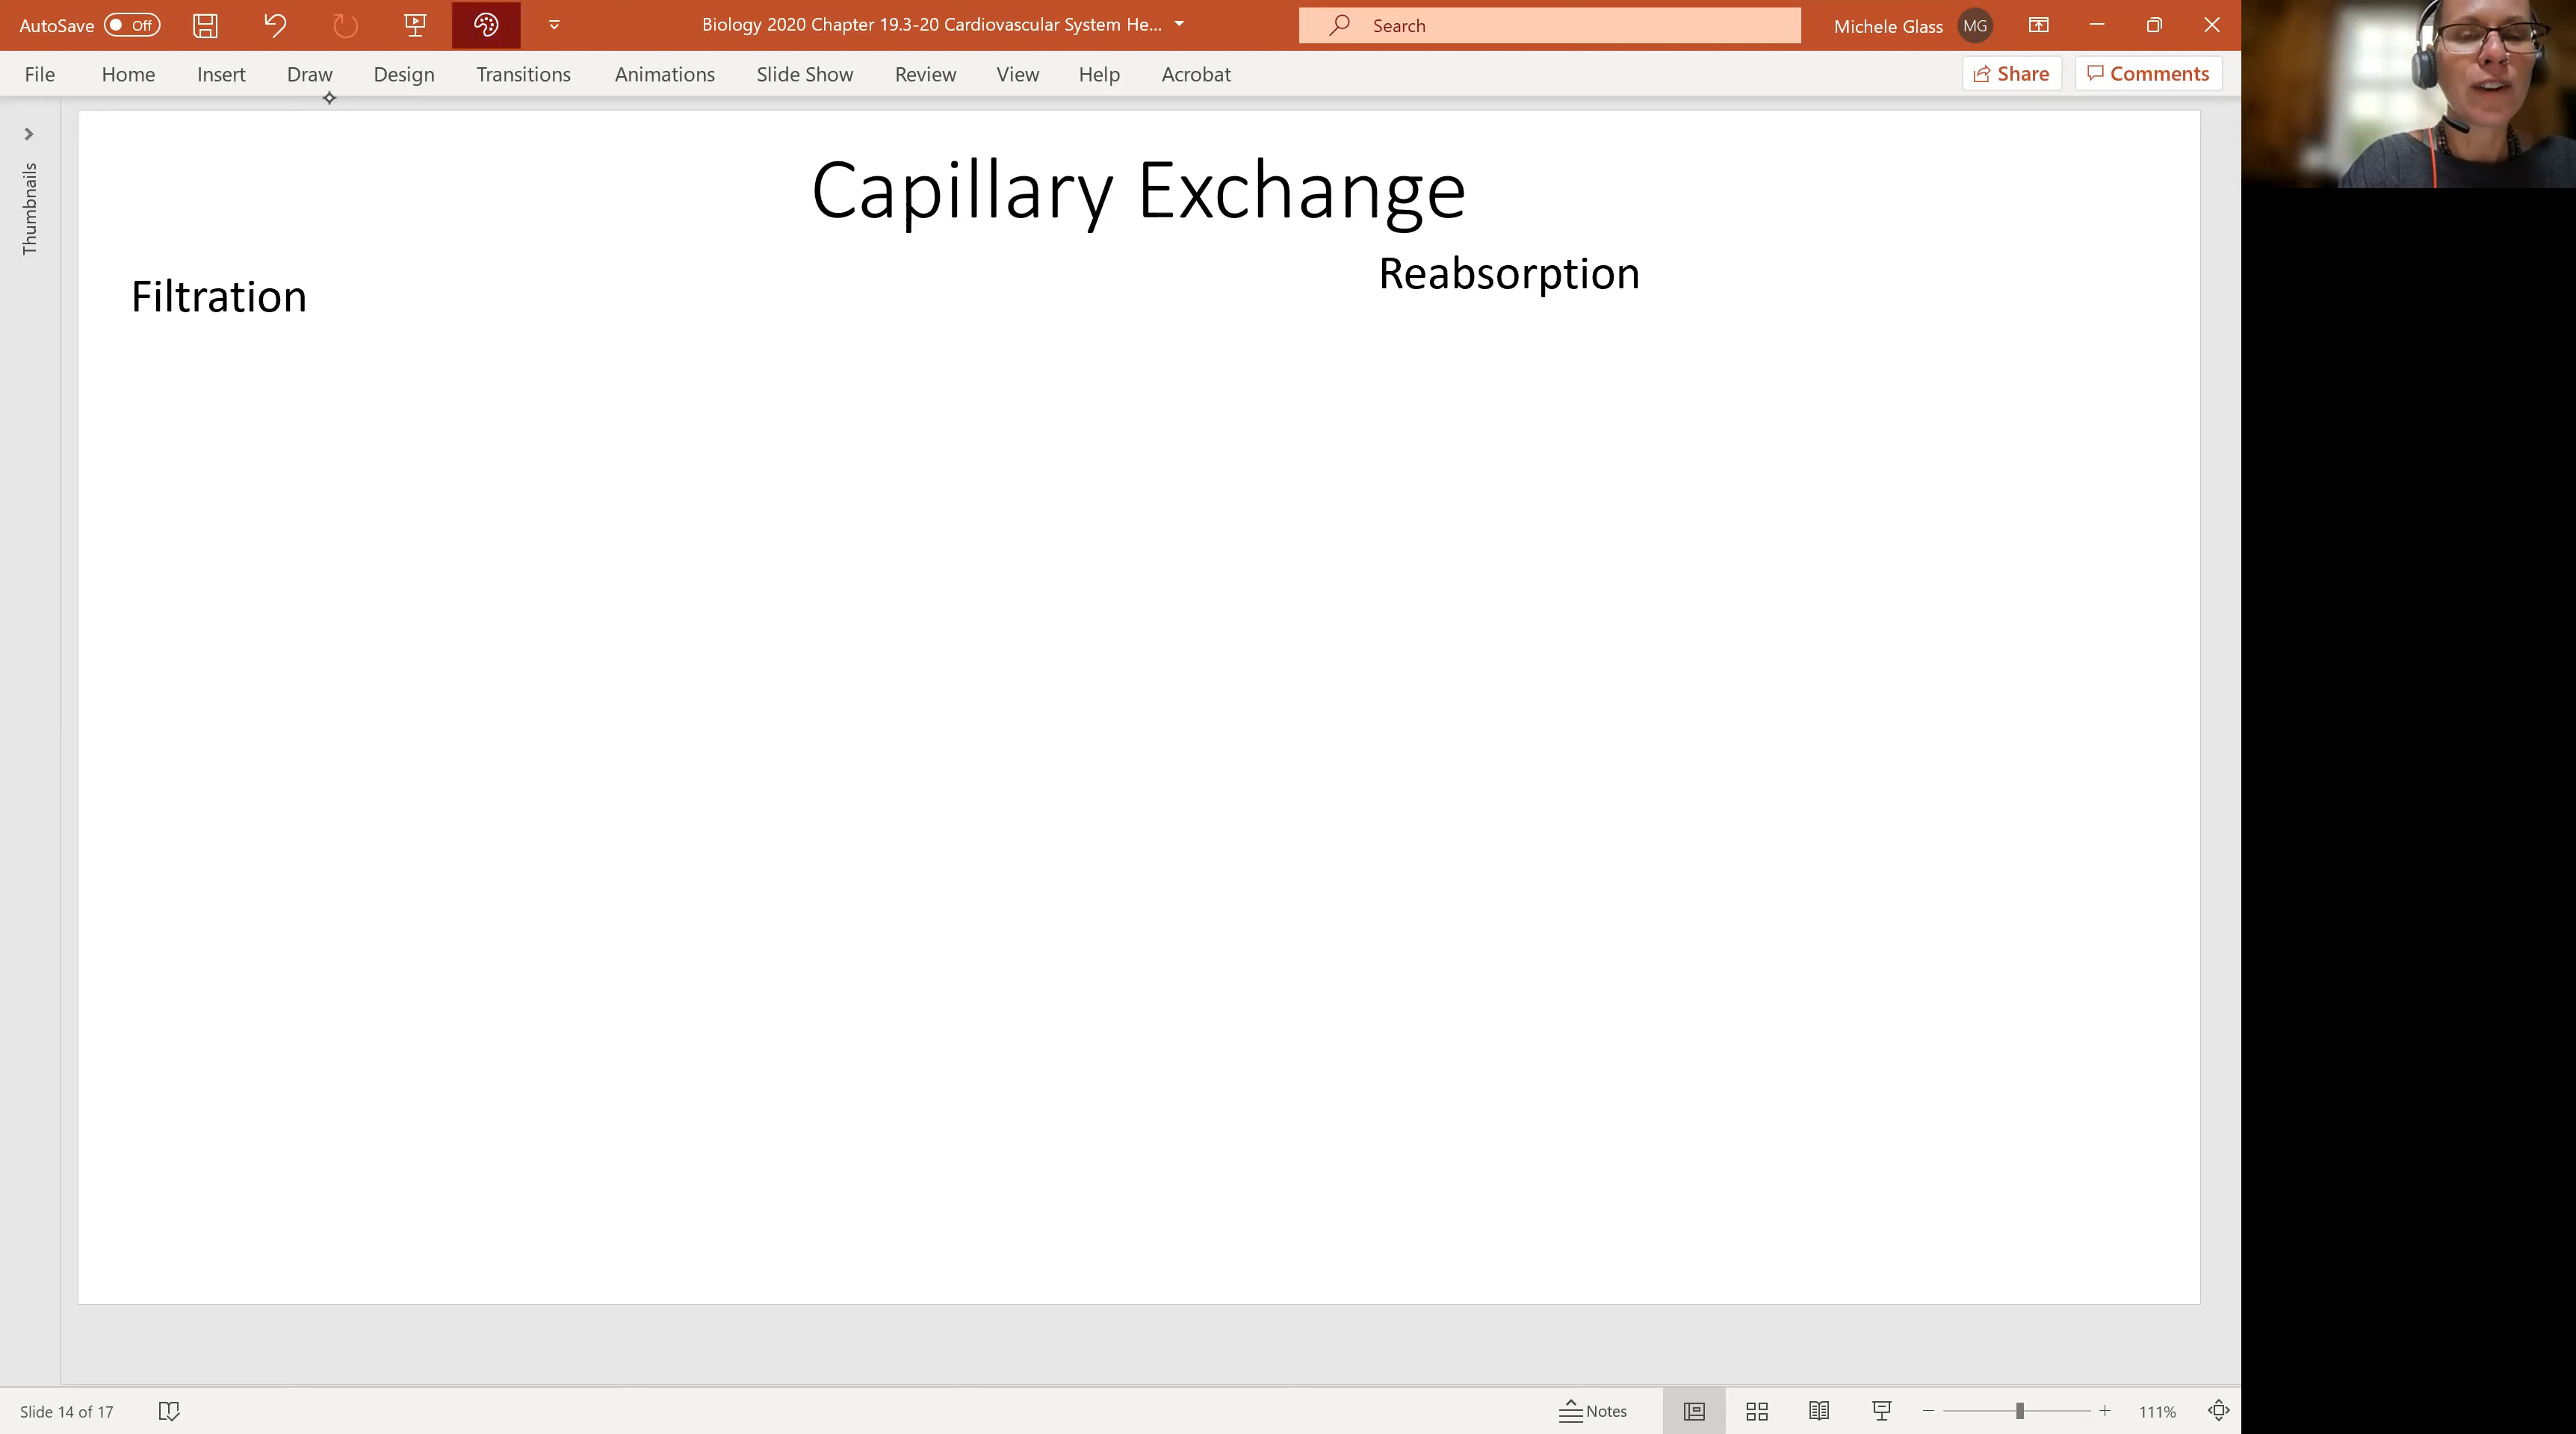 AutoSave Off
Biology 2020 Chapter 19.3-20 Cardiovascular System He...
Search
Michele Glass MG
File Home Insert Draw Design Transitions Animations Slide Show Review View Help Acrobat
Share Comments
Thumbnails
Capillary Exchange
Reabsorption
Filtration
Slide 14 of 17
Notes
111%